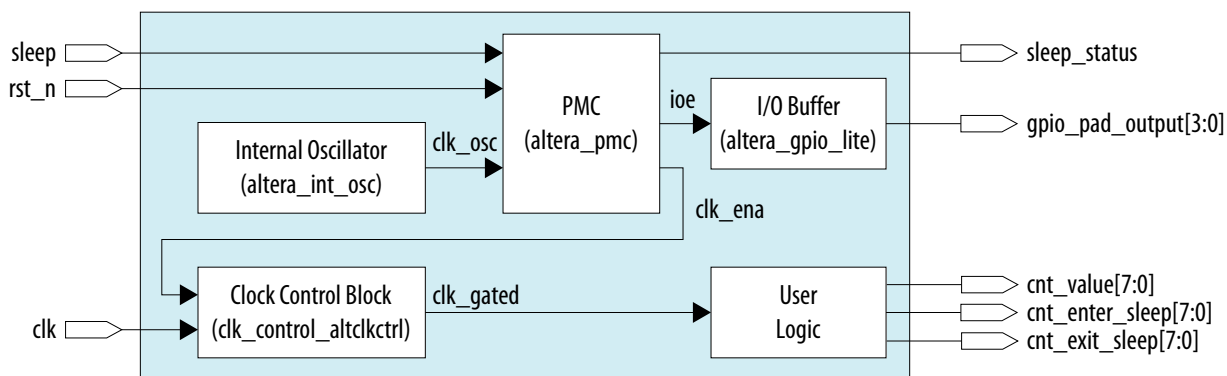 sleep
rst_n
PMC
(altera_pmc)
sleep_status
ioe
I/O Buffer
(altera_gpio_lite)
gpio_pad_output[3:0]
Internal Oscillator
(altera_int_osc)
clk_osc
clk_ena
clk
Clock Control Block
(clk_control_altclkctrl)
clk_gated
User
Logic
cnt_value[7:0]
cnt_enter_sleep[7:0]
cnt_exit_sleep[7:0]